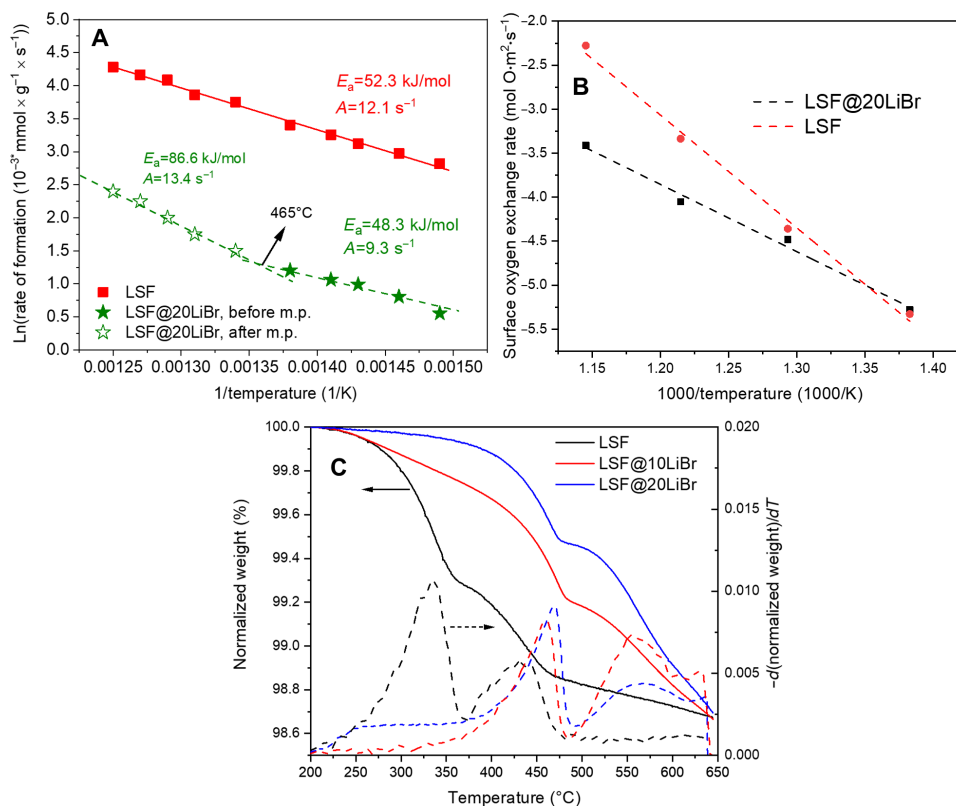 A
Ln(rate of formation (10⁻³* mmol × g⁻¹ × s⁻¹)
5.0
4.5
4.0
3.5
3.0
2.5
2.0
1.5
1.0
0.5
0.0
Eₐ=52.3 kJ/mol
A=12.1 s⁻¹
Eₐ=86.6 kJ/mol
A=13.4 s⁻¹
465°C
Eₐ=48.3 kJ/mol
A=9.3 s⁻¹
LSF
LSF@20LiBr, before m.p.
LSF@20LiBr, after m.p.
0.00125 0.00130 0.00135 0.00140 0.00145 0.00150
1/temperature (1/K)
B
Surface oxygen exchange rate (mol O·m²·s⁻¹)
−2.0
−2.5
−3.0
−3.5
−4.0
−4.5
−5.0
−5.5
LSF@20LiBr
LSF
1.15 1.20 1.25 1.30 1.35 1.40
1000/temperature (1000/K)
C
Normalized weight (%)
100.0
99.8
99.6
99.4
99.2
99.0
98.8
98.6
LSF
LSF@10LiBr
LSF@20LiBr
0.020
0.015
0.010
0.005
0.000
−d((normalized weight)/dT
200 250 300 350 400 450 500 550 600 650
Temperature (°C)